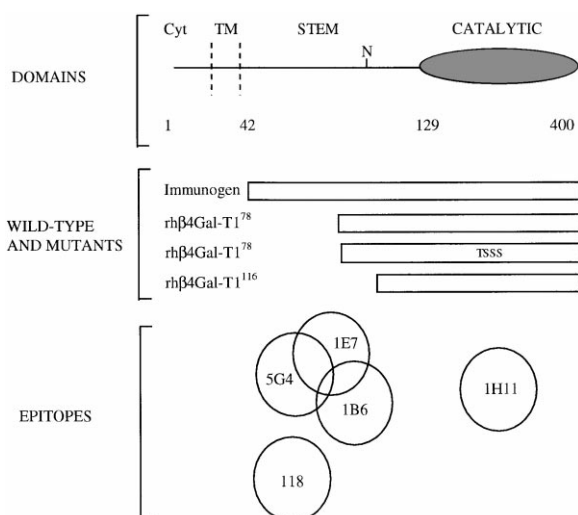 Cyt TM STEM CATALYTIC
N
DOMAINS
1 42 129 400
Immunogen
rhβ4Gal-T1⁷⁸
WILD-TYPE
AND MUTANTS
rhβ4Gal-T1⁷⁸ TSSS
rhβ4Gal-T1¹¹⁶
1E7
5G4
1B6
1H11
EPITOPES
118